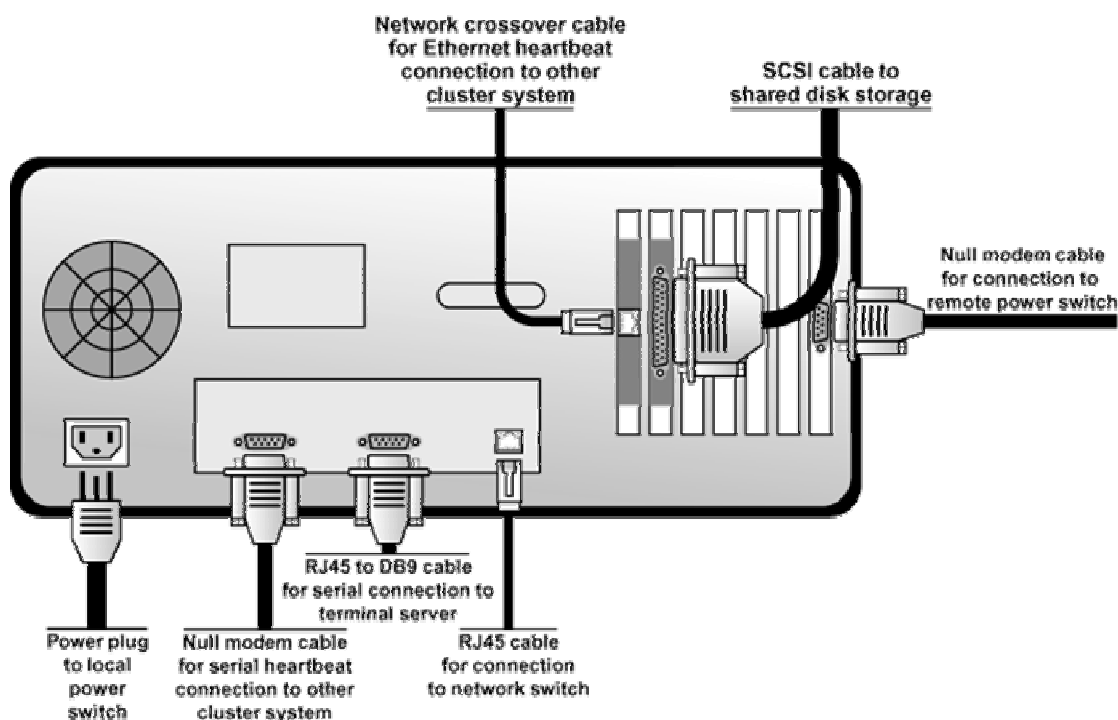 Network crossover cable
for Ethernet heartbeat
connection to other
cluster system
SCSI cable to
shared disk storage
Null modem cable
for connection to
remote power switch
RJ45 to DB9 cable
for serial connection to
terminal server
Power plug
to local
power
switch
Null modem cable
for serial heartbeat
connection to other
cluster system
RJ45 cable
for connection
to network switch